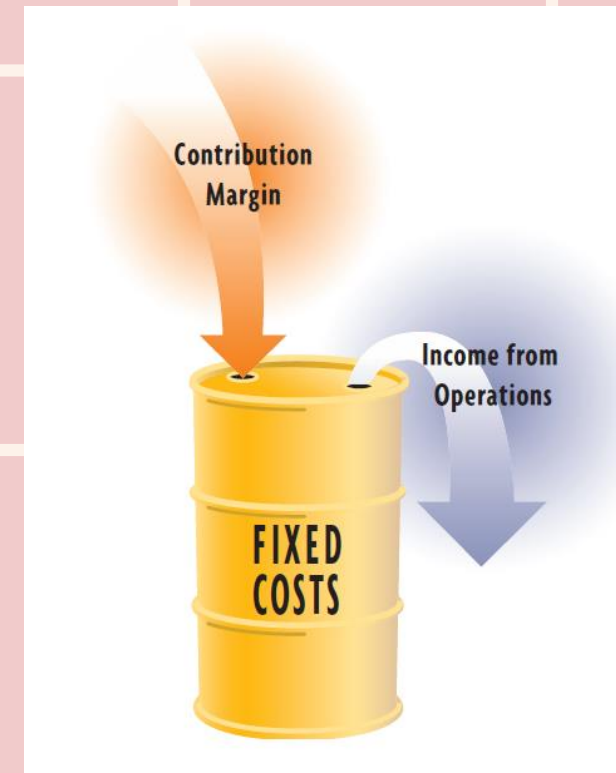 Contribution
Margin
Income from
Operations
FIXED
COSTS